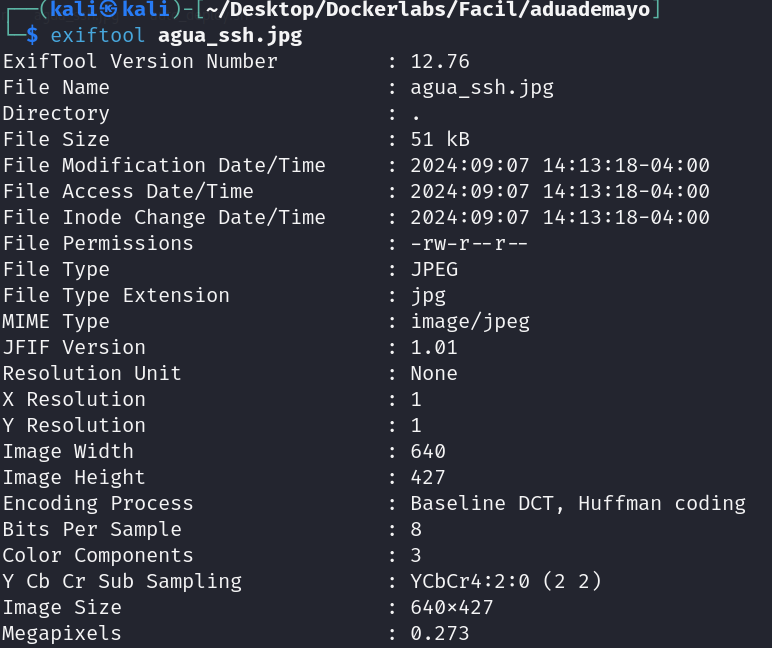 ┌──(kali㉿kali)-[~/Desktop/Dockerlabs/Facil/aduademayo]
└─$ exiftool agua_ssh.jpg
ExifTool Version Number         : 12.76
File Name                       : agua_ssh.jpg
Directory                       : .
File Size                       : 51 kB
File Modification Date/Time     : 2024:09:07 14:13:18-04:00
File Access Date/Time           : 2024:09:07 14:13:18-04:00
File Inode Change Date/Time     : 2024:09:07 14:13:18-04:00
File Permissions                : -rw-r--r--
File Type                       : JPEG
File Type Extension             : jpg
MIME Type                       : image/jpeg
JFIF Version                    : 1.01
Resolution Unit                 : None
X Resolution                    : 1
Y Resolution                    : 1
Image Width                     : 640
Image Height                    : 427
Encoding Process                : Baseline DCT, Huffman coding
Bits Per Sample                 : 8
Color Components                : 3
Y Cb Cr Sub Sampling            : YCbCr4:2:0 (2 2)
Image Size                      : 640×427
Megapixels                      : 0.273